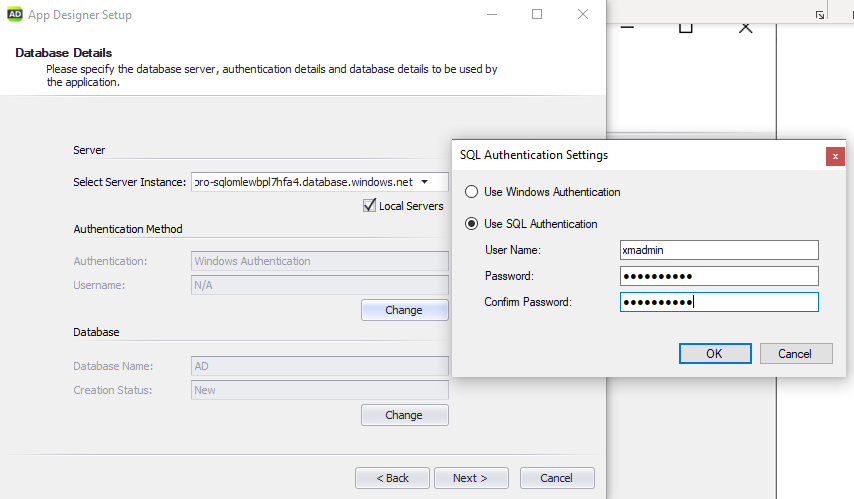 AD App Designer Setup
Database Details
Please specify the database server, authentication details and database details to be used by
the application.
Server
Select Server Instance: pro-sqlomlewbpl7hfa4.database.windows.net
Local Servers
Authentication Method
Authentication: Windows Authentication
Username: N/A
Change
Database
Database Name: AD
Creation Status: New
Change
< Back Next > Cancel
SQL Authentication Settings
Use Windows Authentication
Use SQL Authentication
User Name: xmadmin
Password: ●●●●●●●●●●
Confirm Password: ●●●●●●●●●●
OK Cancel